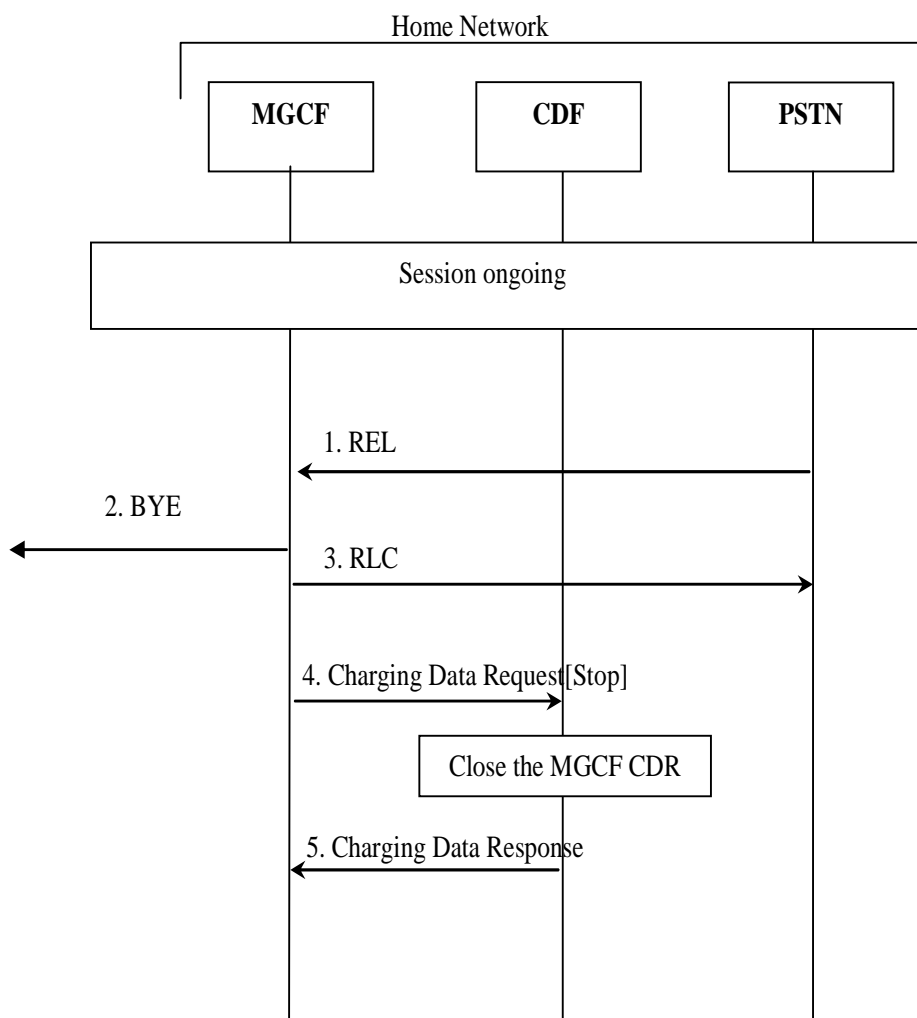 Home Network
MGCF
CDF
PSTN
Session ongoing
1. REL
2. BYE
3. RLC
4. Charging Data Request[Stop]
Close the MGCF CDR
5. Charging Data Response